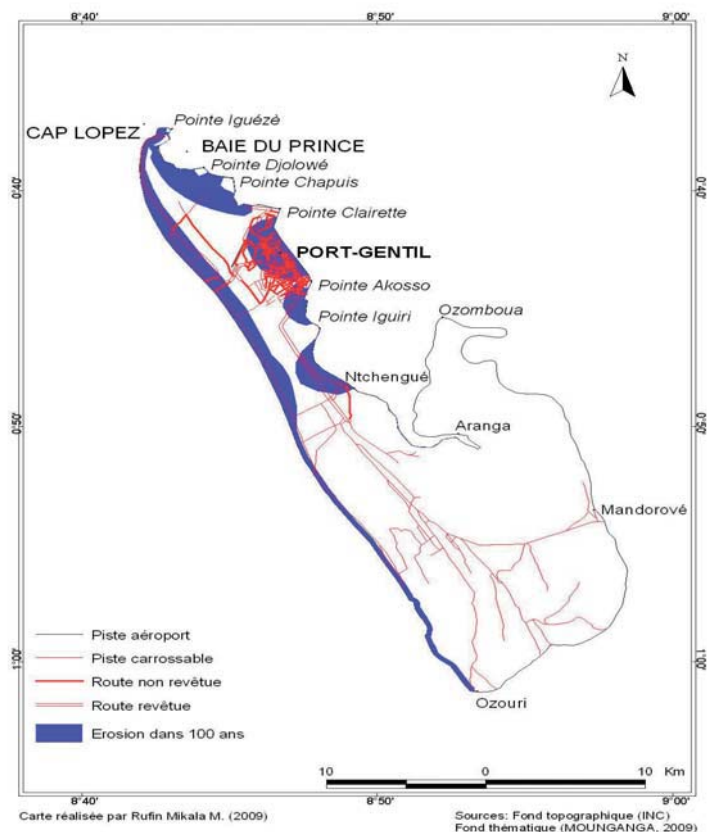 8°40'
8°50'
9°00'
N
Pointe Iguézè
CAP LOPEZ
BAIE DU PRINCE
Pointe Djolowé
0°40'
0°40'
Pointe Chapuis
Pointe Clairette
PORT-GENTIL
Pointe Akosso
Ozomboua
Pointe Iguiri
Ntchengué
0°50'
Aranga
0°50'
Mandorové
Piste aéroport
Piste carrossable
1°00'
1°00'
Route non revêtue
Route revêtue
Ozouri
Erosion dans 100 ans
10 0 10 Km
8°40'
8°50'
9°00'
Carte réalisée par Rufin Mikala M. (2009)
Sources: Fond topographique (INC)
Fond thématique (MOUNGANGA, 2009)